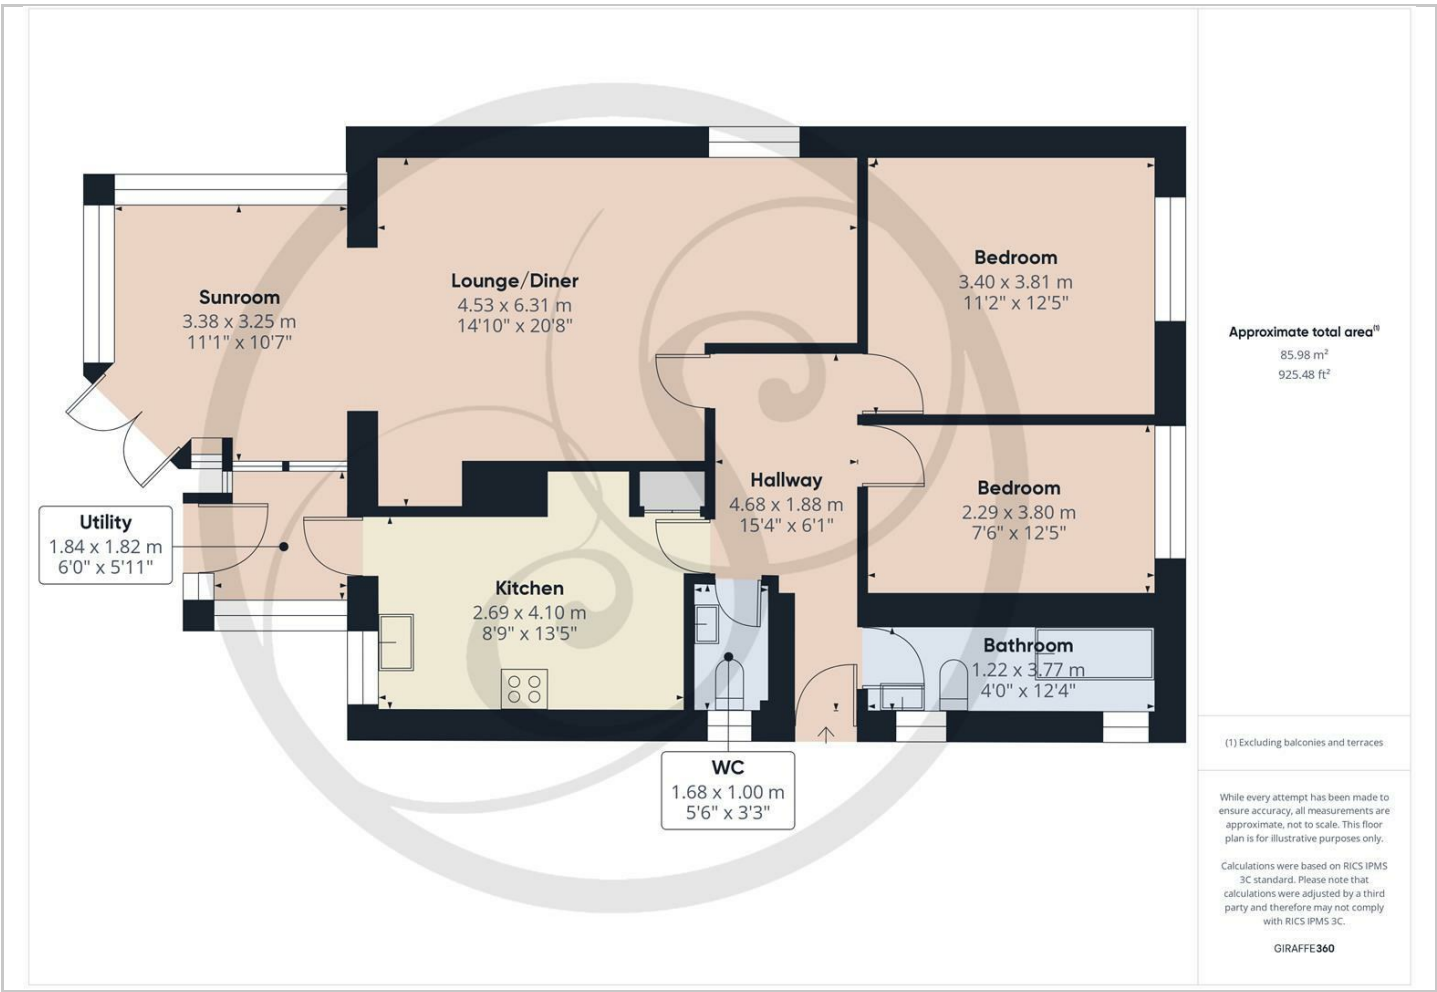 Sunroom
3.38 x 3.25 m
11'1" x 10'7"
Lounge/Diner
4.53 x 6.31 m
14'10" x 20'8"
Bedroom
3.40 x 3.81 m
11'2" x 12'5"
Hallway
4.68 x 1.88 m
15'4" x 6'1"
Bedroom
2.29 x 3.80 m
7'6" x 12'5"
Utility
1.84 x 1.82 m
6'0" x 5'11"
Kitchen
2.69 x 4.10 m
8'9" x 13'5"
Bathroom
1.22 x 3.77 m
4'0" x 12'4"
WC
1.68 x 1.00 m
5'6" x 3'3"
Approximate total area⁽¹⁾
85.98 m²
925.48 ft²
(1) Excluding balconies and terraces
While every attempt has been made to
ensure accuracy, all measurements are
approximate, not to scale. This floor
plan is for illustrative purposes only.
Calculations were based on RICS IPMS
3C standard. Please note that
calculations were adjusted by a third
party and therefore may not comply
with RICS IPMS 3C.
GIRAFFE360